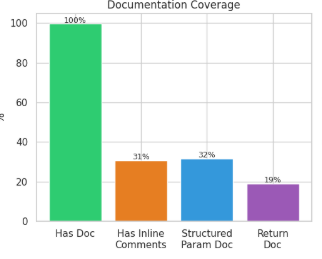 Documentation Coverage
%
100
80
60
40
20
0
100%
31%
32%
19%
Has Doc
Has Inline
Comments
Structured
Param Doc
Return
Doc